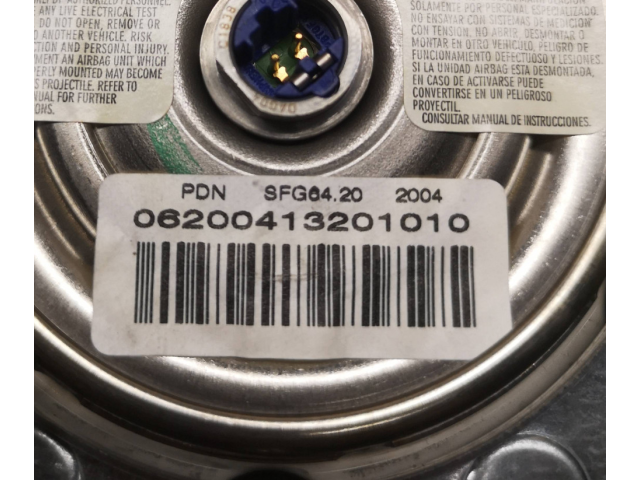 OF AUTHORIZED PERSONNEL.
ANY ELECTRICAL TEST
DO NOT OPEN, REMOVE OR
ANOTHER VEHICLE. RISK
AND PERSONAL INJURY.
AN AIRBAG UNIT WHICH
MOUNTED MAY BECOME
PROJECTILE. REFER TO
FOR FURTHER
SOLAMENTE POR PERSONAL ESPECIALIZADO.
NO ENSAYAR CON SISTEMAS DE MEDICION
CON TENSION. NO ABRIR, DESMONTAR O
MONTAR EN OTRO VEHICULO, PELIGRO DE
FUNCIONAMIENTO DEFECTUOSO Y LESIONES.
SI LA UNIDAD AIRBAG ESTA DESMONTADA,
EN CASO DE ACTIVARSE PUEDE
CONVERTIRSE EN UN PELIGROSO
PROYECTIL.
CONSULTAR MANUAL DE INSTRUCCIONES.
PDN SFG64.20 2004
06200413201010